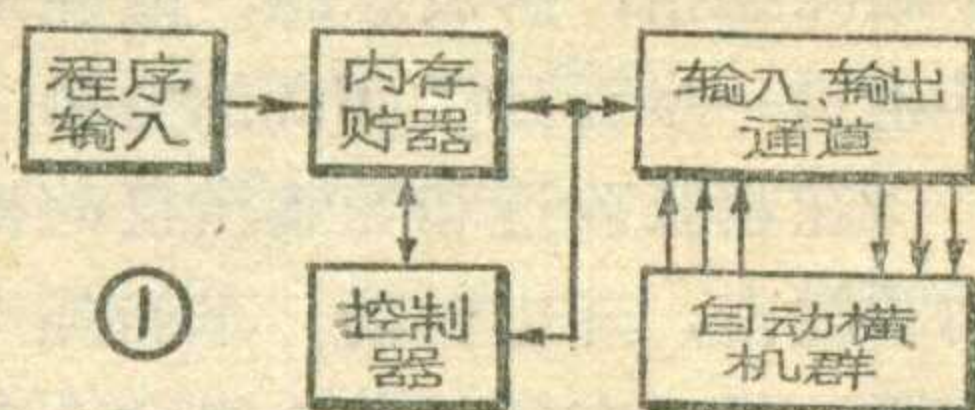 程序
输入
内存
贮器
输入、输出
通道
控制
器
自动横
机群
①